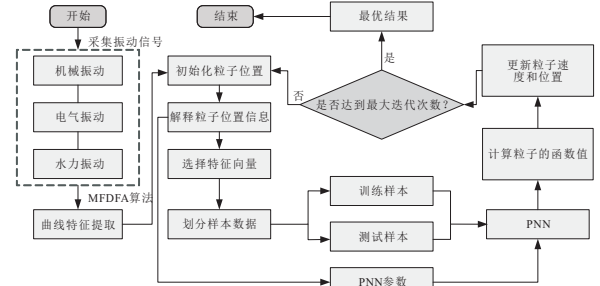 开始
采集振动信号
机械振动
电气振动
水力振动
MFDFA算法
曲线特征提取
初始化粒子位置
解释粒子位置信息
选择特征向量
划分样本数据
训练样本
测试样本
PNN参数
PNN
计算粒子的函数值
更新粒子速
度和位置
是否达到最大迭代次数?
否
是
最优结果
结束